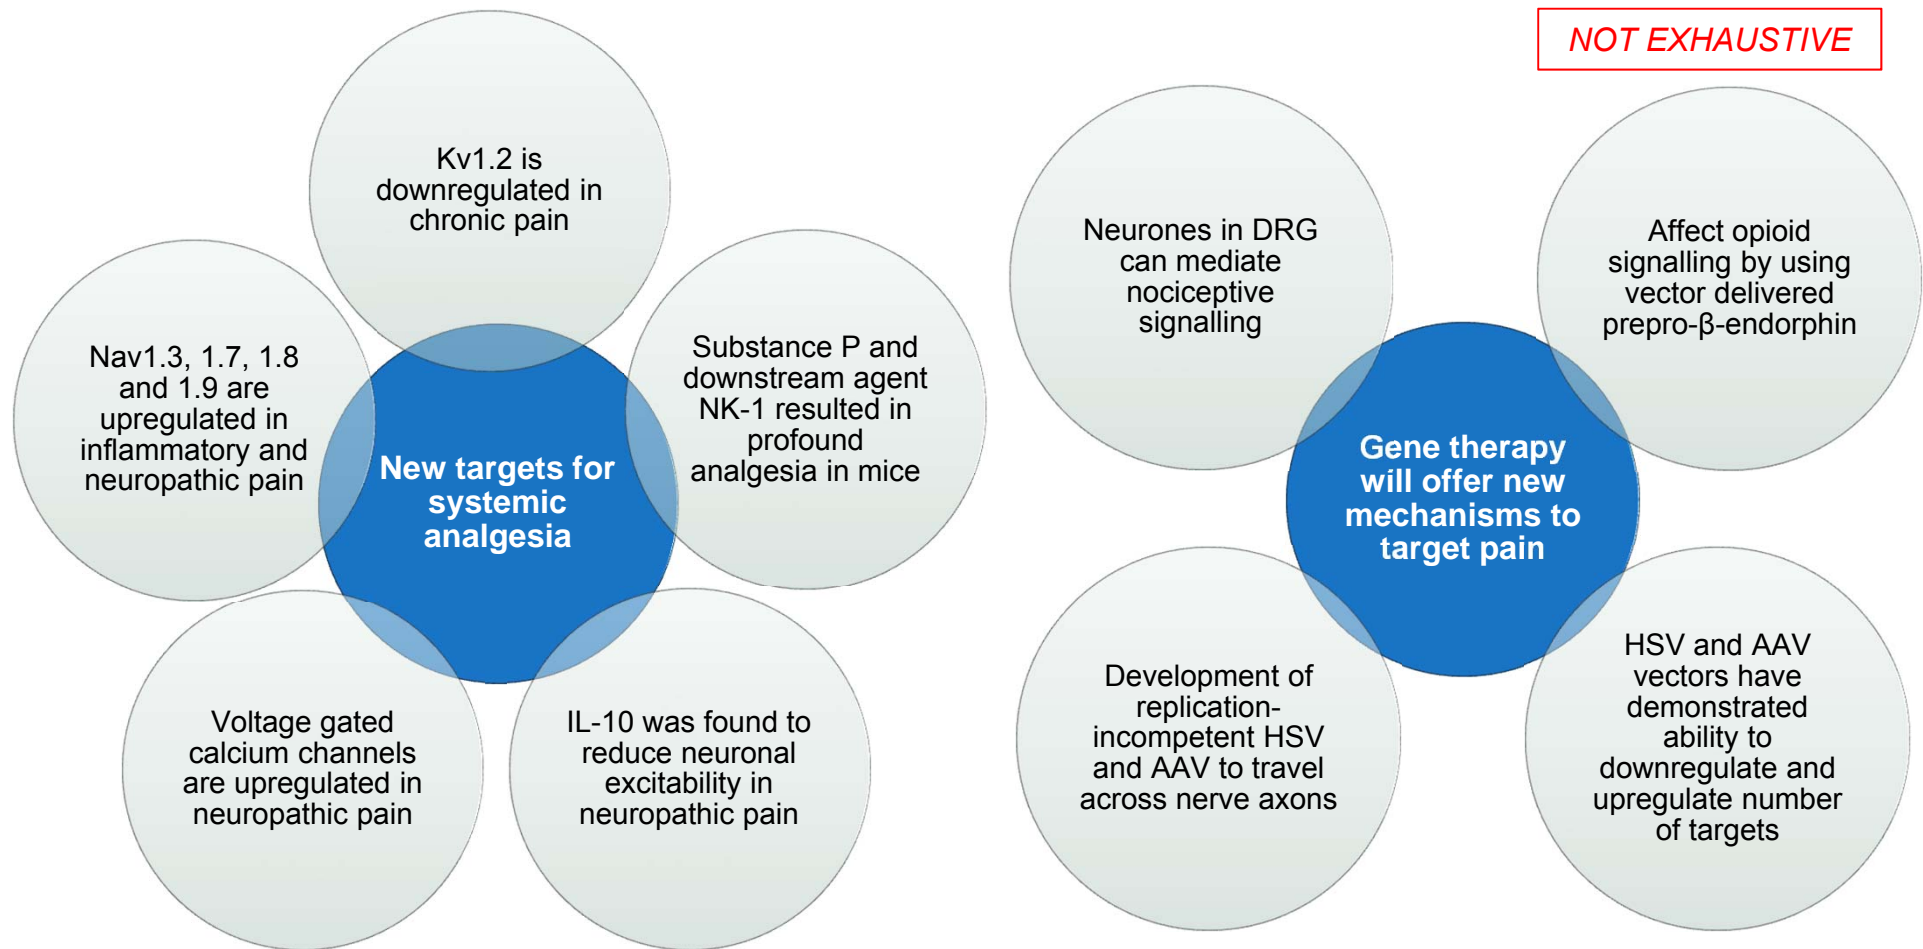 NOT EXHAUSTIVE
Kv1.2 is
downregulated in
chronic pain
Nav1.3, 1.7, 1.8
and 1.9 are
upregulated in
inflammatory and
neuropathic pain
Substance P and
downstream agent
NK-1 resulted in
profound
analgesia in mice
New targets for
systemic
analgesia
Voltage gated
calcium channels
are upregulated in
neuropathic pain
IL-10 was found to
reduce neuronal
excitability in
neuropathic pain
Neurones in DRG
can mediate
nociceptive
signalling
Affect opioid
signalling by using
vector delivered
prepro-β-endorphin
Gene therapy
will offer new
mechanisms to
target pain
Development of
replication-
incompetent HSV
and AAV to travel
across nerve axons
HSV and AAV
vectors have
demonstrated
ability to
downregulate and
upregulate number
of targets